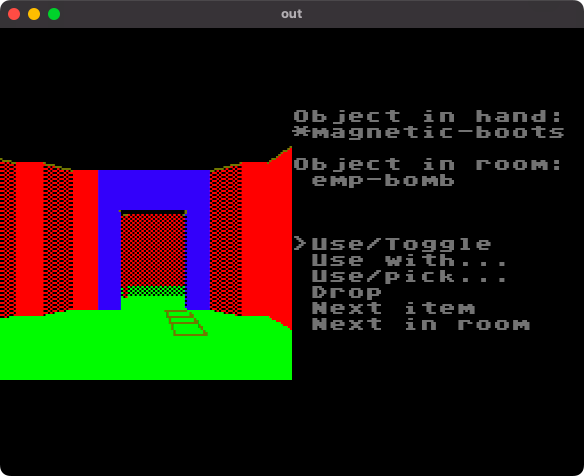 out
Object in hand:
*magnetic-boots
Object in room:
emp-bomb
>Use/Toggle
Use with...
Use/pick...
Drop
Next item
Next in room